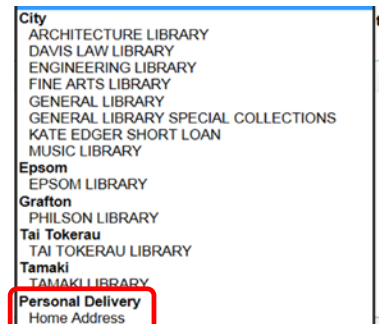 City
ARCHITECTURE LIBRARY
DAVIS LAW LIBRARY
ENGINEERING LIBRARY
FINE ARTS LIBRARY
GENERAL LIBRARY
GENERAL LIBRARY SPECIAL COLLECTIONS
KATE EDGER SHORT LOAN
MUSIC LIBRARY
Epsom
EPSOM LIBRARY
Grafton
PHILSON LIBRARY
Tai Tokerau
TAI TOKERAU LIBRARY
Tamaki
TAMAKI LIBRARY
Personal Delivery
Home Address